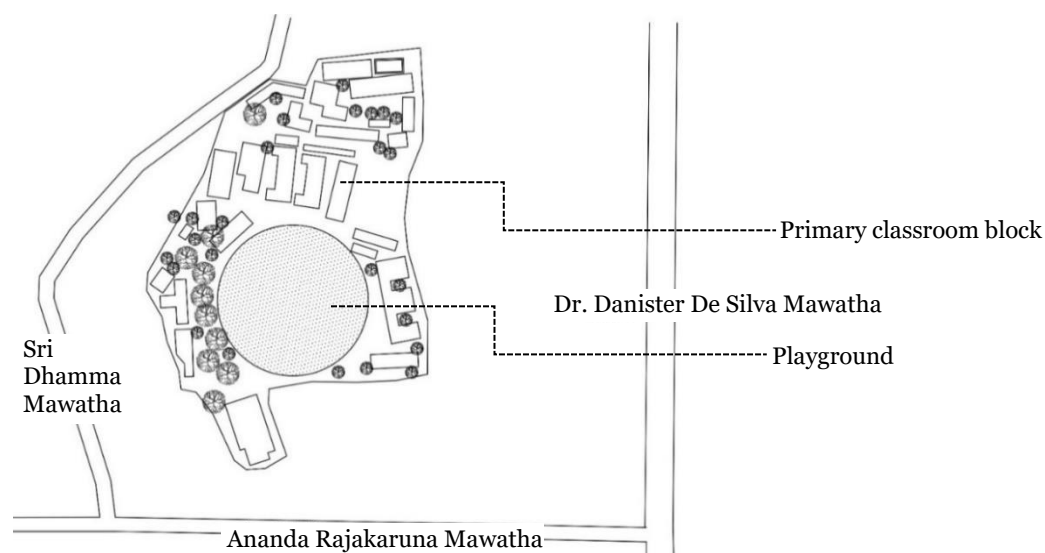 Primary classroom block
Dr. Danister De Silva Mawatha
Playground
Sri
Dhamma
Mawatha
Ananda Rajakaruna Mawatha